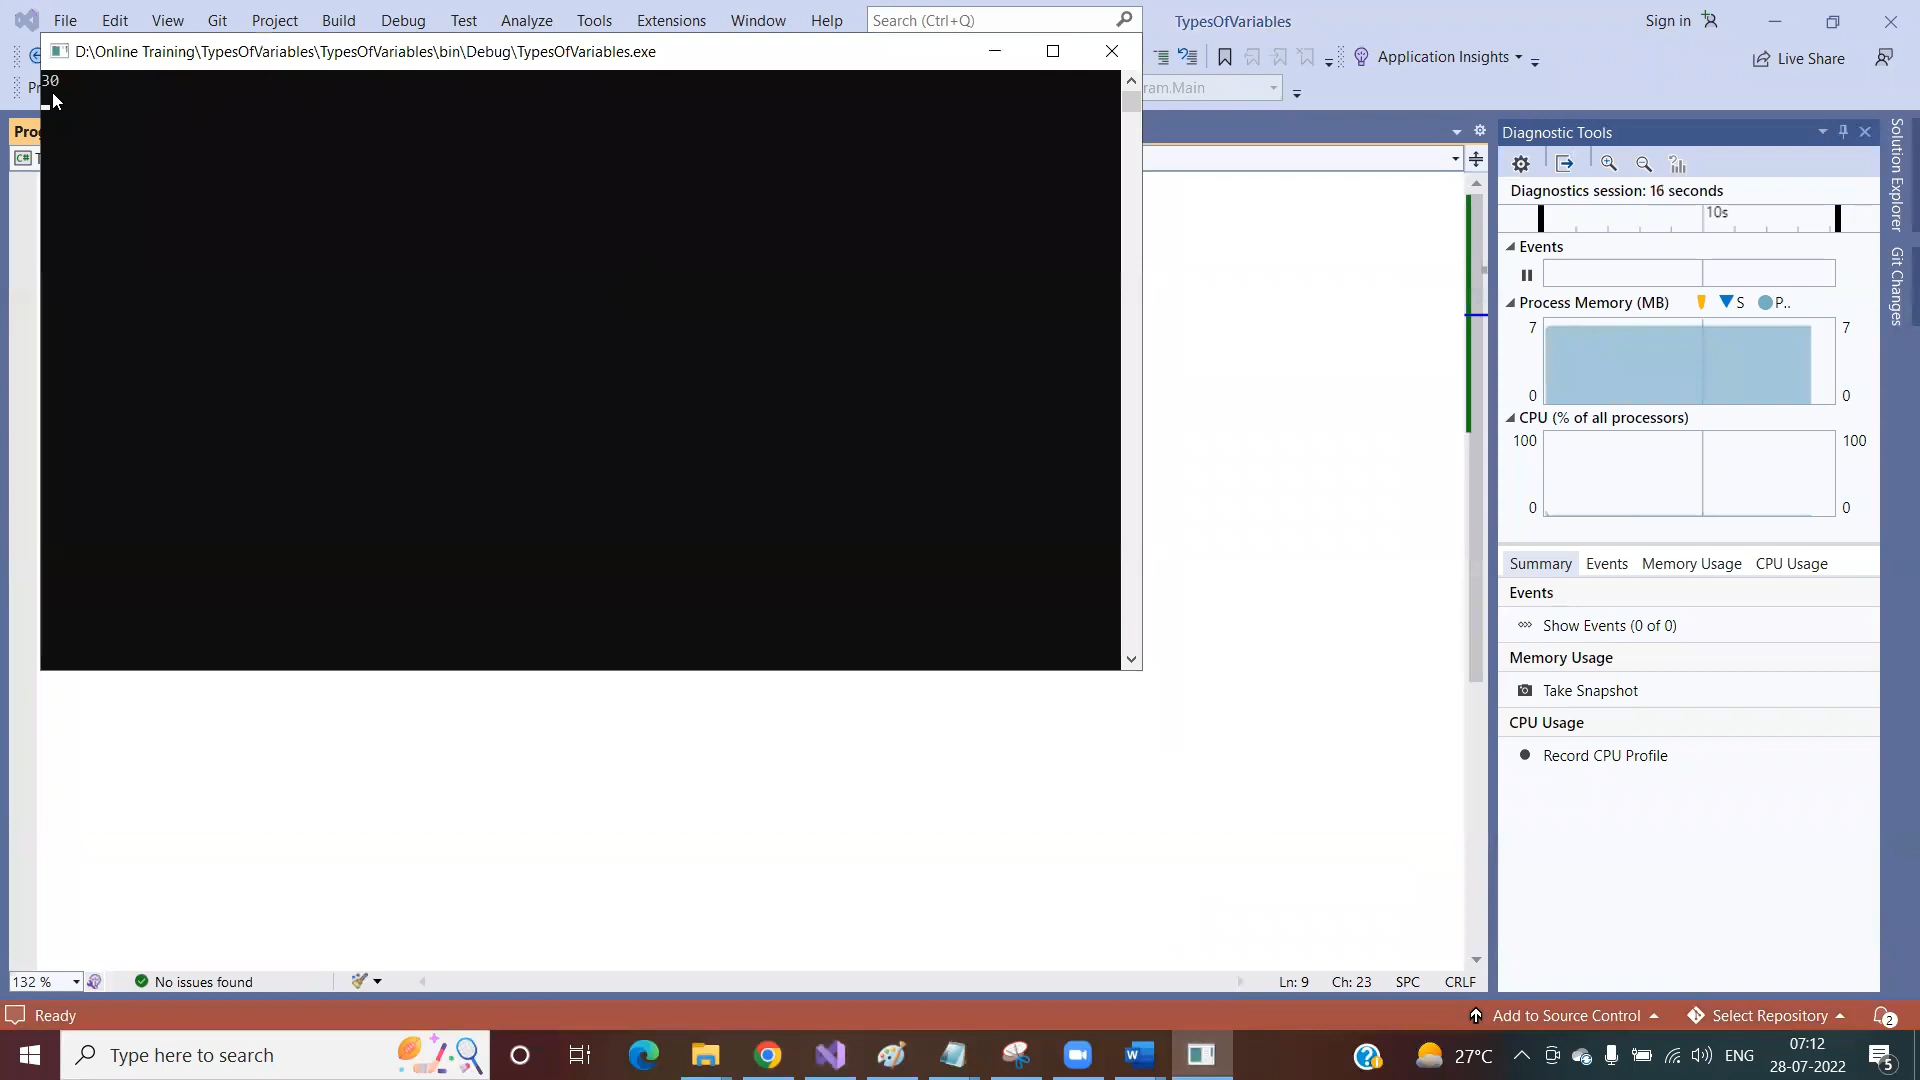 File Edit View Git Project Build Debug Test Analyze Tools Extensions Window Help Search (Ctrl+Q) TypesOfVariables Sign in
D:\Online Training\TypesOfVariables\TypesOfVariables\bin\Debug\TypesOfVariables.exe
Application Insights Live Share
30
Pr ram.Main
Prog
C# T
Diagnostic Tools
Solution Explorer
Git Changes
Diagnostics session: 16 seconds
10s
Events
Process Memory (MB) S P..
7 7
0 0
CPU (% of all processors)
100 100
0 0
Summary Events Memory Usage CPU Usage
Events
Show Events (0 of 0)
Memory Usage
Take Snapshot
CPU Usage
Record CPU Profile
132 % No issues found Ln: 9 Ch: 23 SPC CRLF
Ready Add to Source Control Select Repository 2
Type here to search 27°C ENG 07:12
28-07-2022 5